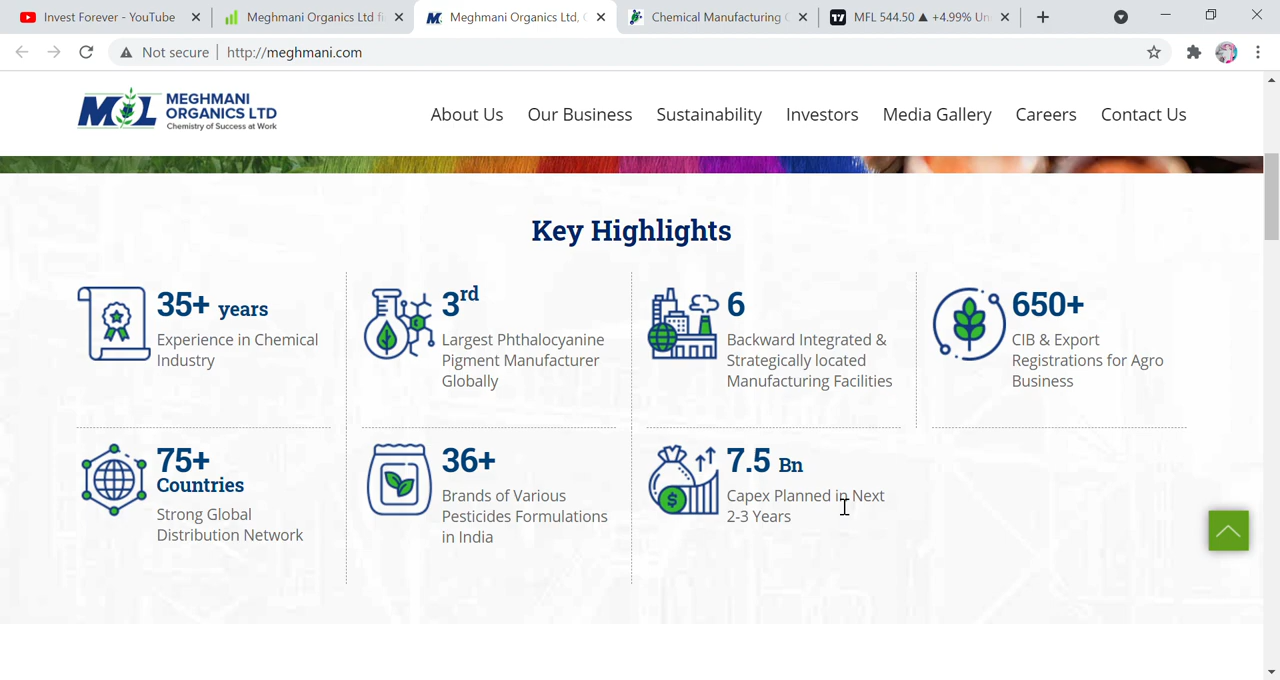 Invest Forever - YouTube
Meghmani Organics Ltd fi
Meghmani Organics Ltd, C
Chemical Manufacturing C
MFL 544.50 ▲ +4.99% Un
Not secure
http://meghmani.com
MOL
MEGHMANI
ORGANICS LTD
Chemistry of Success at Work
About Us
Our Business
Sustainability
Investors
Media Gallery
Careers
Contact Us
Key Highlights
35+ years
Experience in Chemical
Industry
3rd
Largest Phthalocyanine
Pigment Manufacturer
Globally
6
Backward Integrated &
Strategically located
Manufacturing Facilities
650+
CIB & Export
Registrations for Agro
Business
75+
Countries
Strong Global
Distribution Network
36+
Brands of Various
Pesticides Formulations
in India
7.5 Bn
Capex Planned in Next
2-3 Years